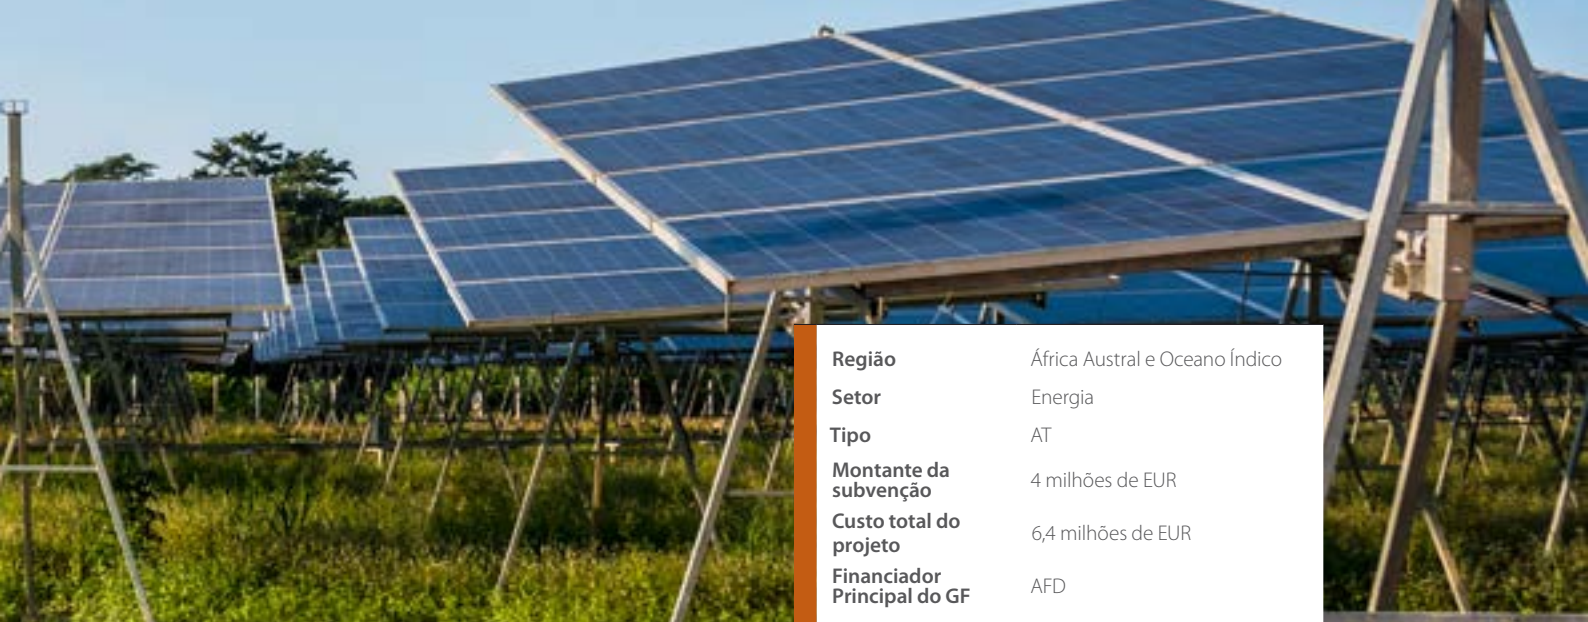 Região África Austral e Oceano Índico
Setor Energia
Tipo AT
Montante da
subvenção 4 milhões de EUR
Custo total do
projeto 6,4 milhões de EUR
Financiador
Principal do GF AFD